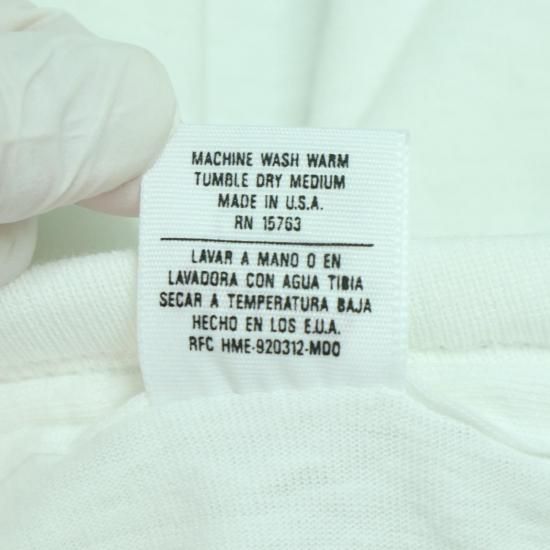 MACHINE WASH WARM
TUMBLE DRY MEDIUM
MADE IN U.S.A.
RN 15763
LAVAR A MANO O EN
LAVADORA CON AGUA TIBIA
SECAR A TEMPERATURA BAJA
HECHO EN LOS E.U.A.
RFC HME-920312-MD0